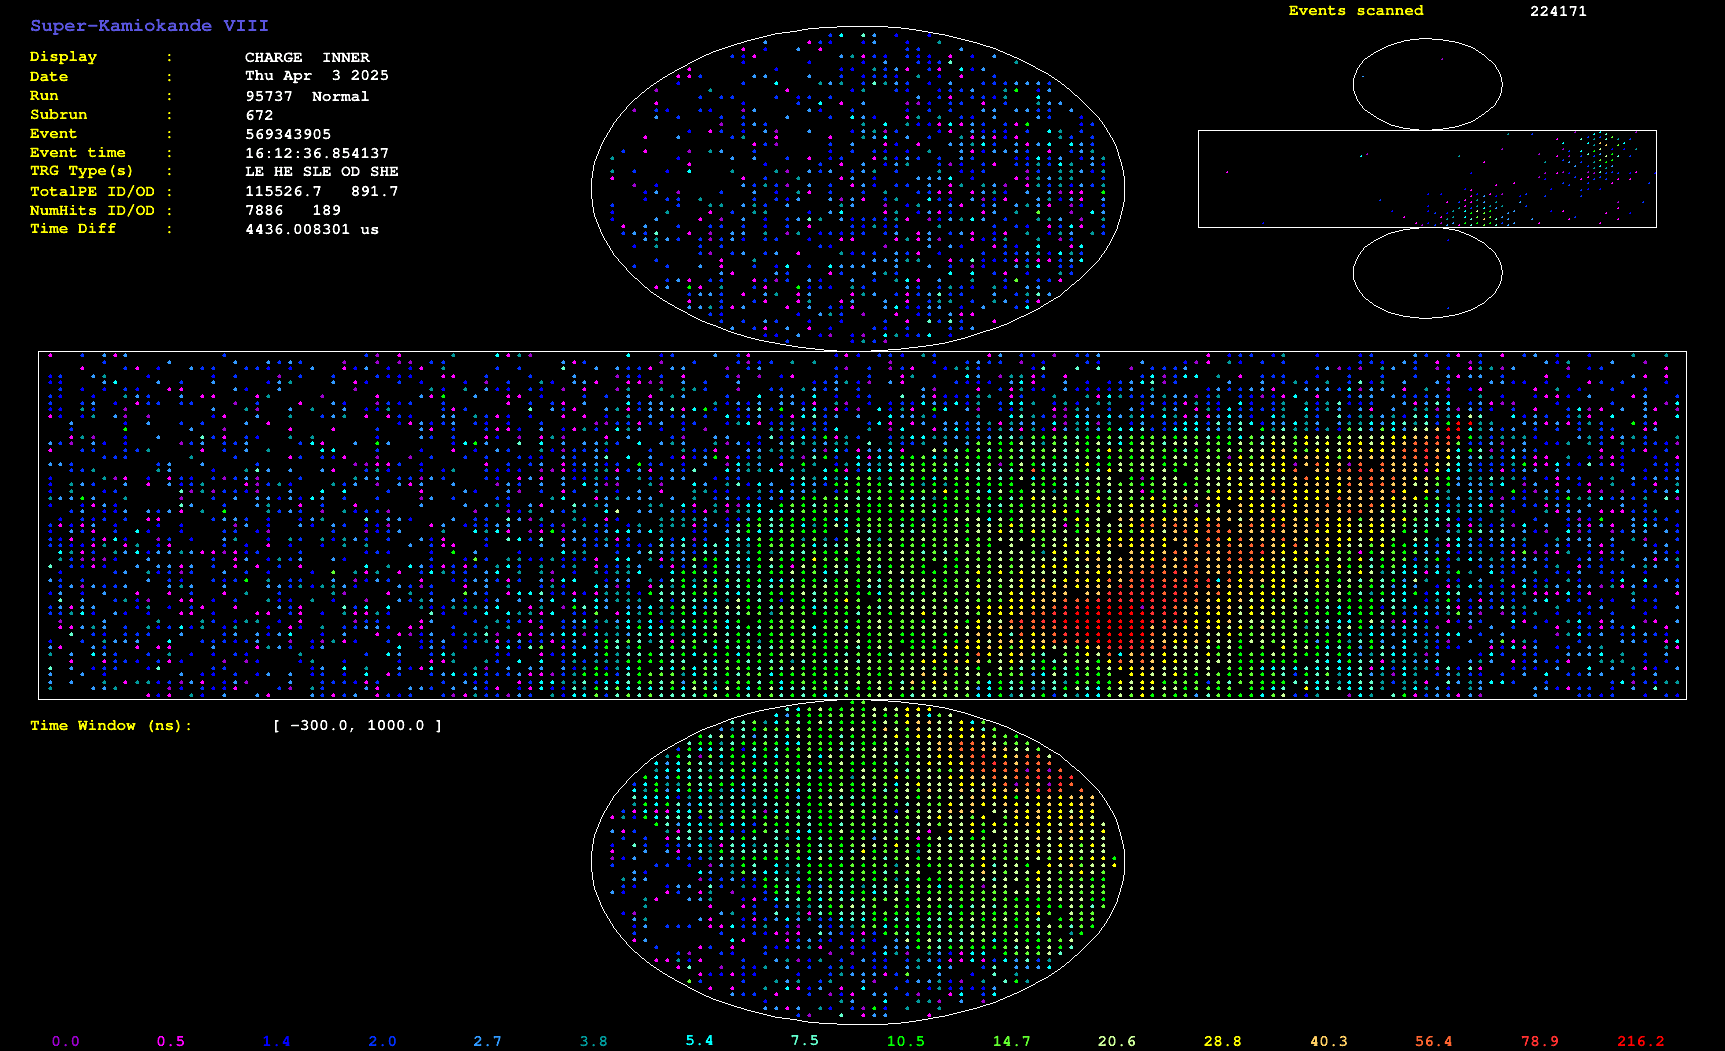 Super-Kamiokande VIII
Display : CHARGE INNER
Date : Thu Apr 3 2025
Run : 95737 Normal
Subrun : 672
Event : 569343905
Event time : 16:12:36.854137
TRG Type(s) : LE HE SLE OD SHE
TotalPE ID/OD : 115526.7 891.7
NumHits ID/OD : 7886 189
Time Diff : 4436.008301 us
Events scanned 224171
Time Window (ns): [ -300.0, 1000.0 ]
0.0 0.5 1.4 2.0 2.7 3.8 5.4 7.5 10.5 14.7 20.6 28.8 40.3 56.4 78.9 216.2